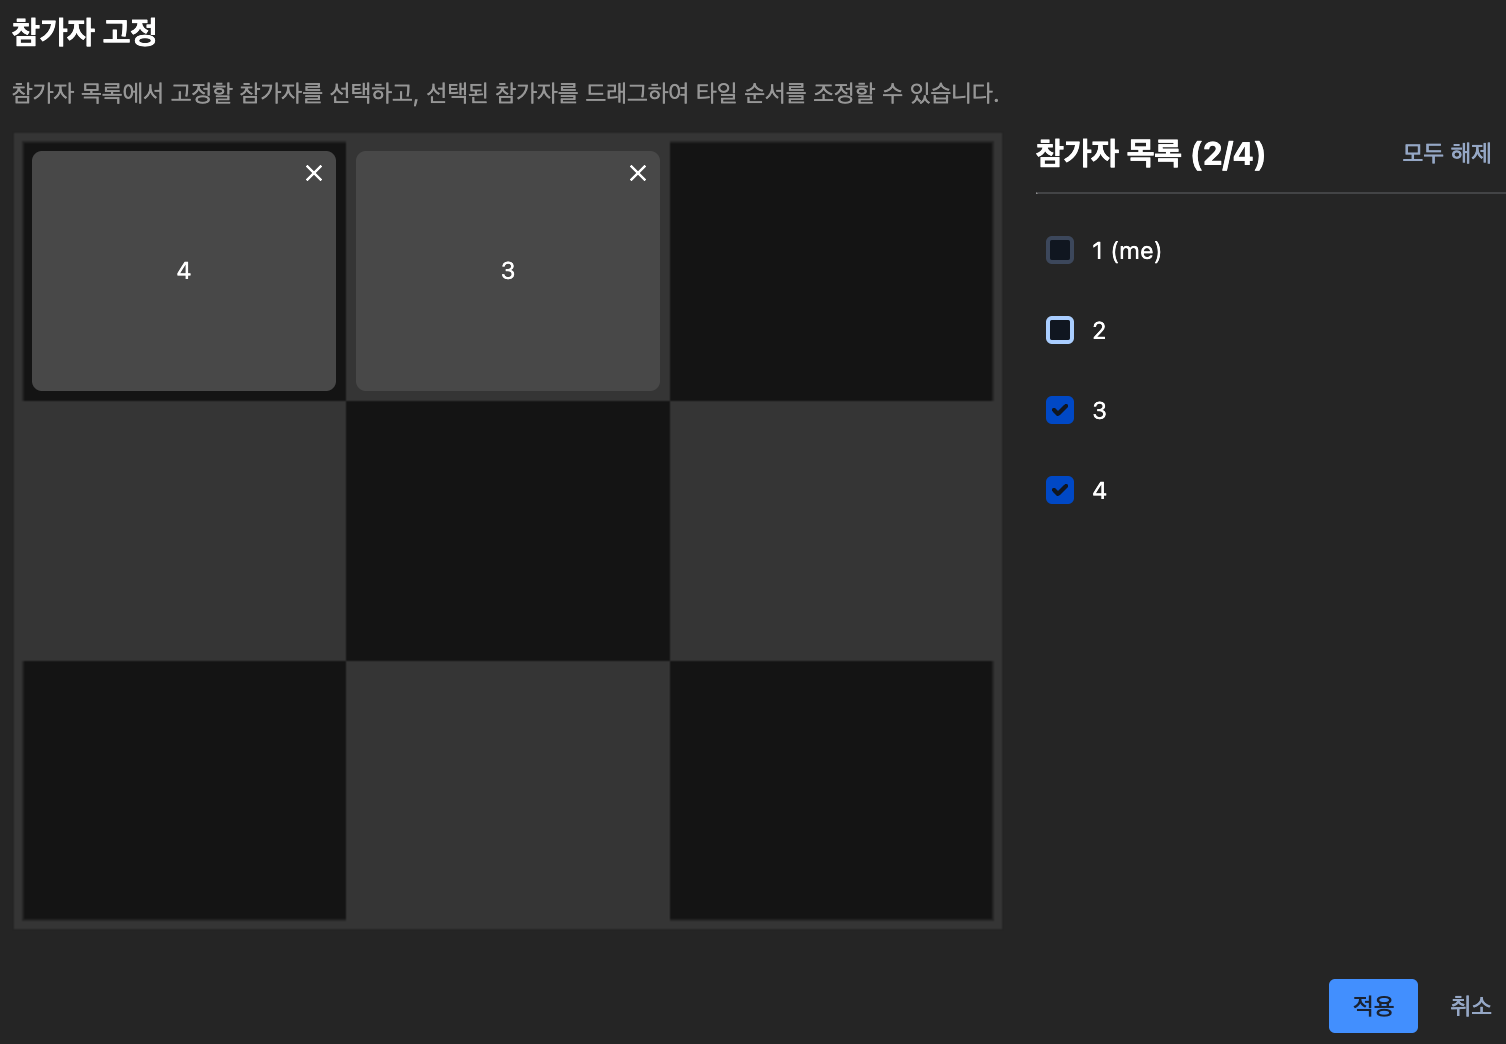 참가자 고정
참가자 목록에서 고정할 참가자를 선택하고, 선택된 참가자를 드래그하여 타일 순서를 조정할 수 있습니다.
4
3
참가자 목록 (2/4)
모두 해제
1 (me)
2
3
4
적용
취소